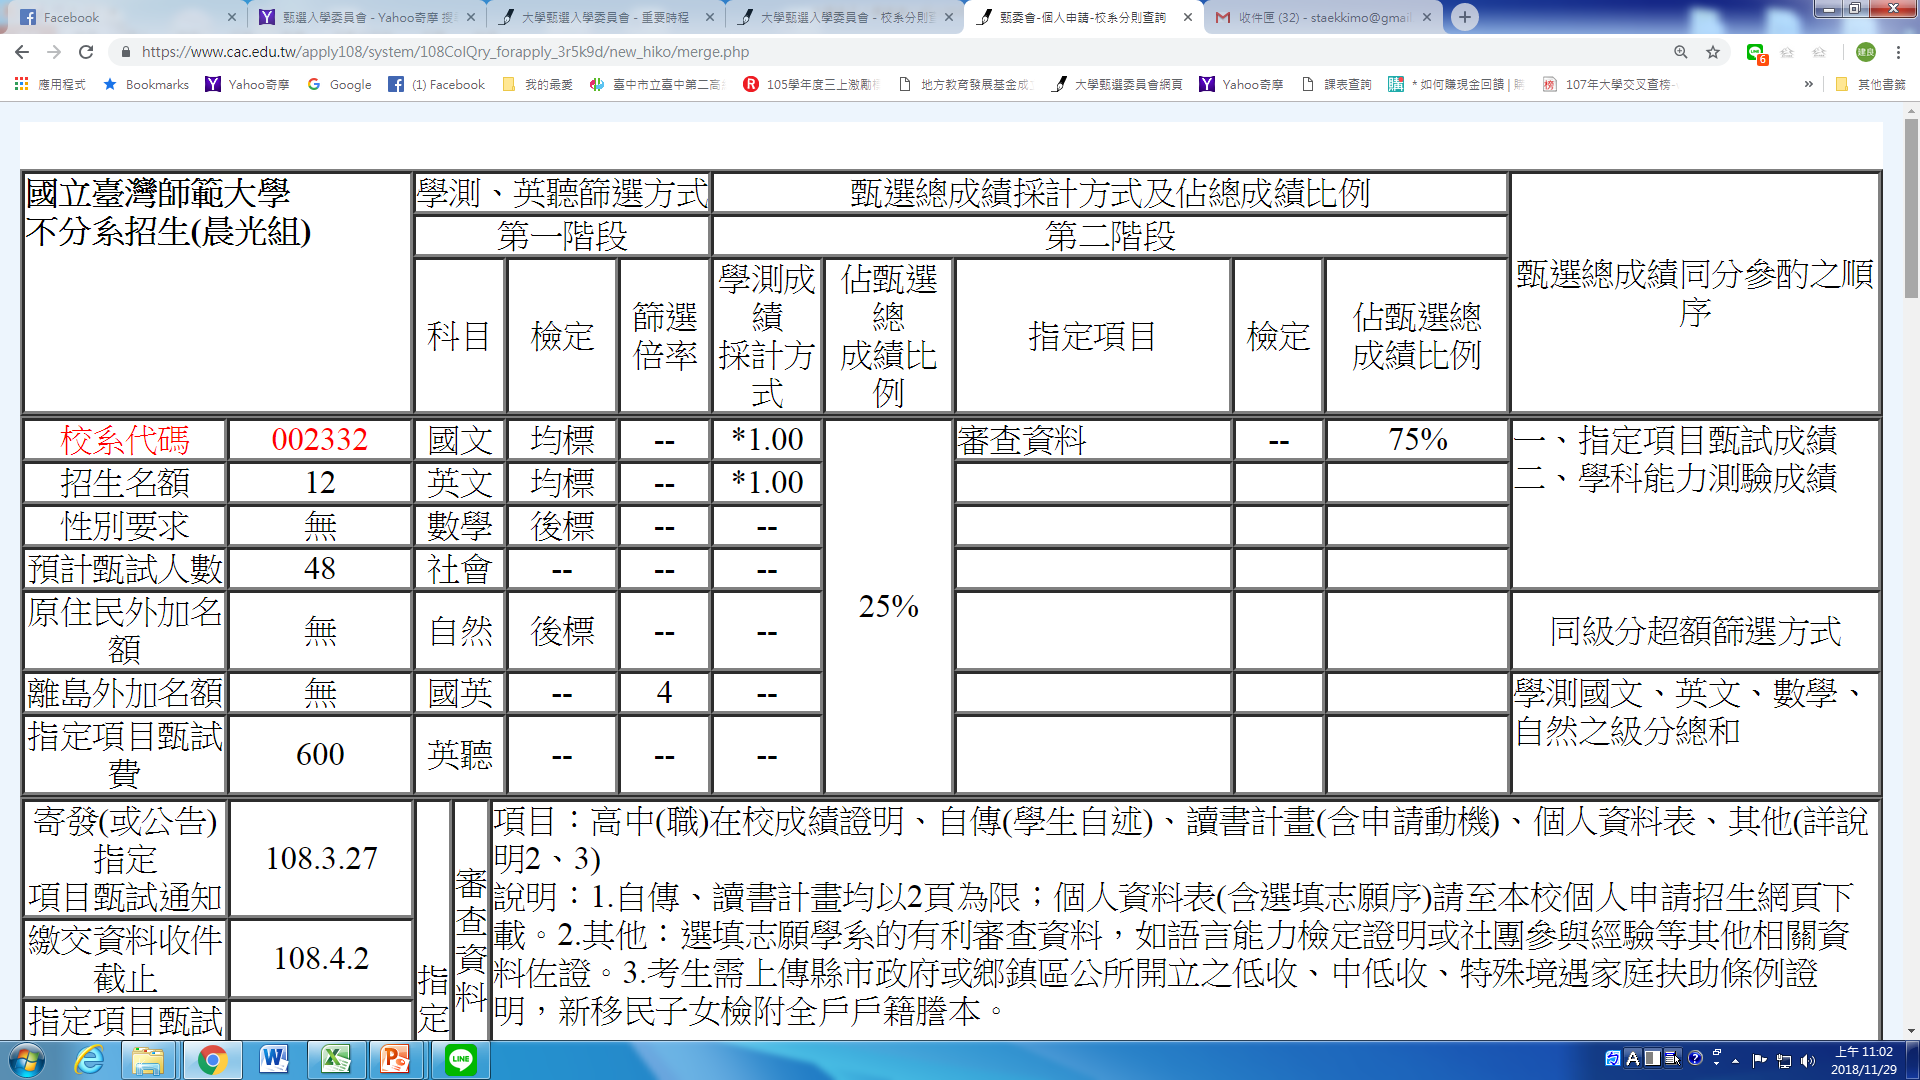 Facebook
甄選入學委員會 - Yahoo奇摩 搜
大學甄選入學委員會 - 重要時程
大學甄選入學委員會 - 校系分則
甄委會-個人申請-校系分則查詢
收件匣 (32) - staekkimo@gmail
https://www.cac.edu.tw/apply108/system/108ColQry_forapply_3r5k9d/new_hiko/merge.php
6
建良
應用程式
Bookmarks
Yahoo奇摩
Google
(1) Facebook
我的最愛
臺中市立臺中第二高
105學年度三上激勵
地方教育發展基金成
大學甄選委員會網頁
Yahoo奇摩
課表查詢
* 如何賺現金回饋 | 購
107年大學交叉查榜-
其他書籤
國立臺灣師範大學
不分系招生(晨光組)
學測、英聽篩選方式
甄選總成績採計方式及佔總成績比例
甄選總成績同分參酌之順
序
第一階段
第二階段
科目
檢定
篩選
倍率
學測成
績
採計方
式
佔甄選
總
成績比
例
指定項目
檢定
佔甄選總
成績比例
校系代碼 002332 國文 均標 -- *1.00 25% 審查資料 -- 75% 一、指定項目甄試成績
二、學科能力測驗成績
招生名額 12 英文 均標 -- *1.00
性別要求 無 數學 後標 -- --
預計甄試人數 48 社會 -- -- --
原住民外加名
額
無 自然 後標 -- -- 同級分超額篩選方式
離島外加名額 無 國英 -- 4 -- 學測國文、英文、數學、
自然之級分總和
指定項目甄試
費
600 英聽 -- -- --
寄發(或公告)
指定
項目甄試通知
108.3.27
繳交資料收件
截止
108.4.2
指定項目甄試
指
定
審
查
資
料
項目：高中(職)在校成績證明、自傳(學生自述)、讀書計畫(含申請動機)、個人資料表、其他(詳說
明2、3)
說明：1.自傳、讀書計畫均以2頁為限；個人資料表(含選填志願序)請至本校個人申請招生網頁下
載。2.其他：選填志願學系的有利審查資料，如語言能力檢定證明或社團參與經驗等其他相關資
料佐證。3.考生需上傳縣市政府或鄉鎮區公所開立之低收、中低收、特殊境遇家庭扶助條例證
明，新移民子女檢附全戶戶籍謄本。
上午 11:02
2018/11/29